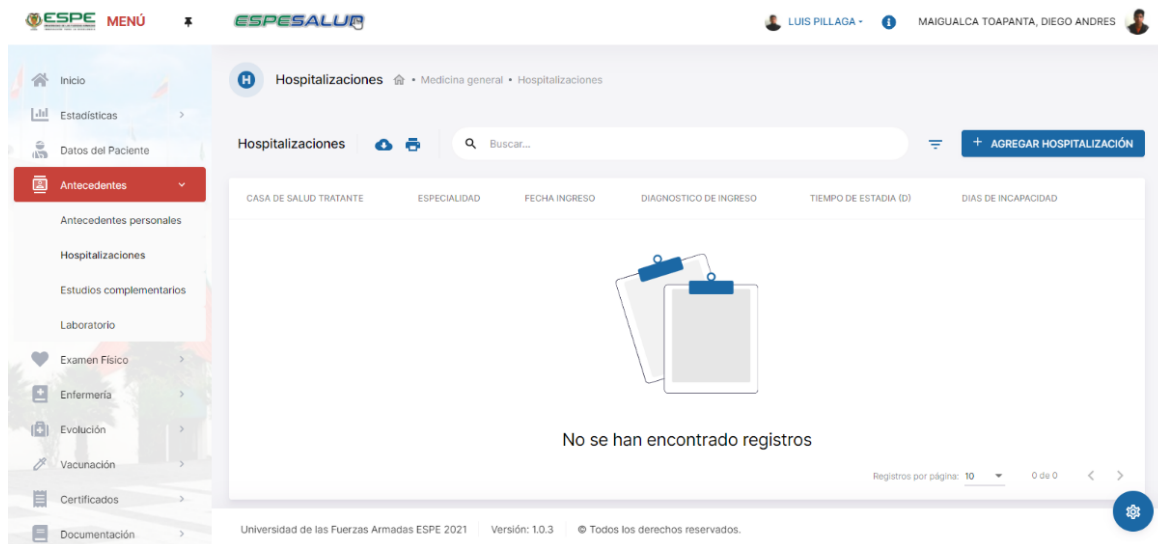 ESPE MENÚ
ESPESALUD
LUIS PILLAGA
MAIGUALCA TOAPANTA, DIEGO ANDRES
Inicio
Estadísticas
Datos del Paciente
Antecedentes
Antecedentes personales
Hospitalizaciones
Estudios complementarios
Laboratorio
Examen Físico
Enfermería
Evolución
Vacunación
Certificados
Documentación
H Hospitalizaciones • Medicina general • Hospitalizaciones
Hospitalizaciones
Buscar...
+ AGREGAR HOSPITALIZACIÓN
CASA DE SALUD TRATANTE ESPECIALIDAD FECHA INGRESO DIAGNOSTICO DE INGRESO TIEMPO DE ESTADIA (D) DIAS DE INCAPACIDAD
No se han encontrado registros
Registros por página: 10 0 de 0
Universidad de las Fuerzas Armadas ESPE 2021 Versión: 1.0.3 © Todos los derechos reservados.